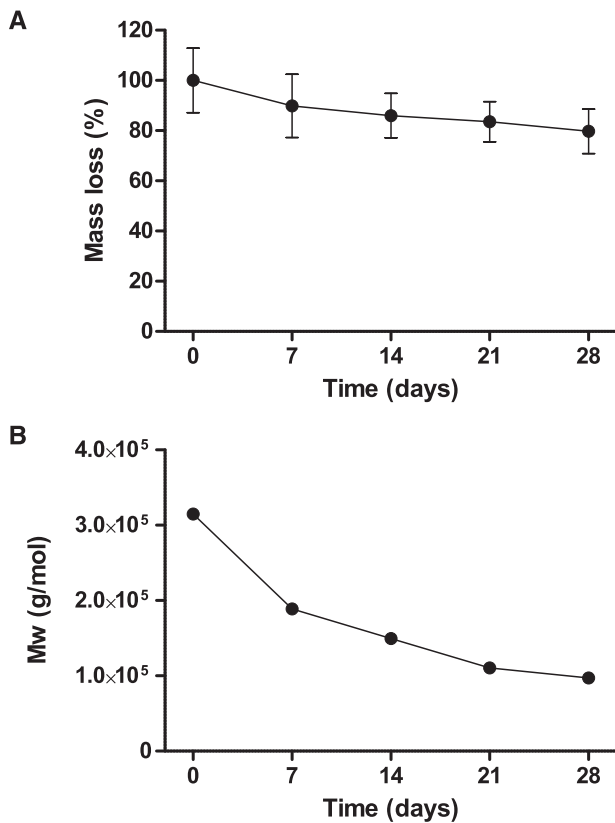 A
120
100
80
60
40
20
0
Mass loss (%)
0 7 14 21 28
Time (days)
B
4.0×10⁵
3.0×10⁵
2.0×10⁵
1.0×10⁵
0
Mw (g/mol)
0 7 14 21 28
Time (days)